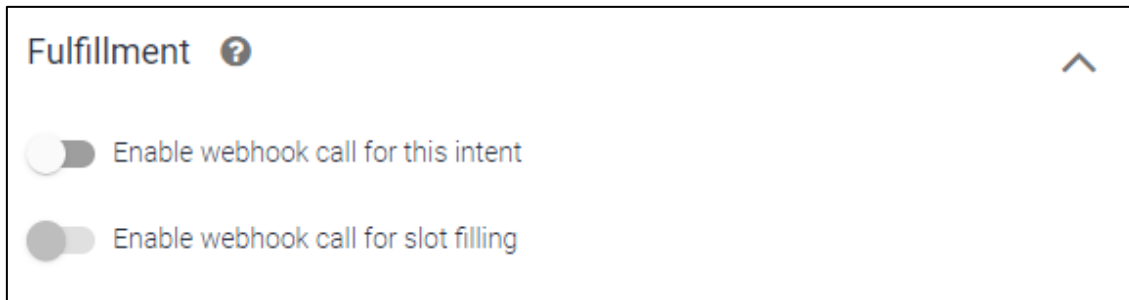 Fulfillment ?
Enable webhook call for this intent
Enable webhook call for slot filling